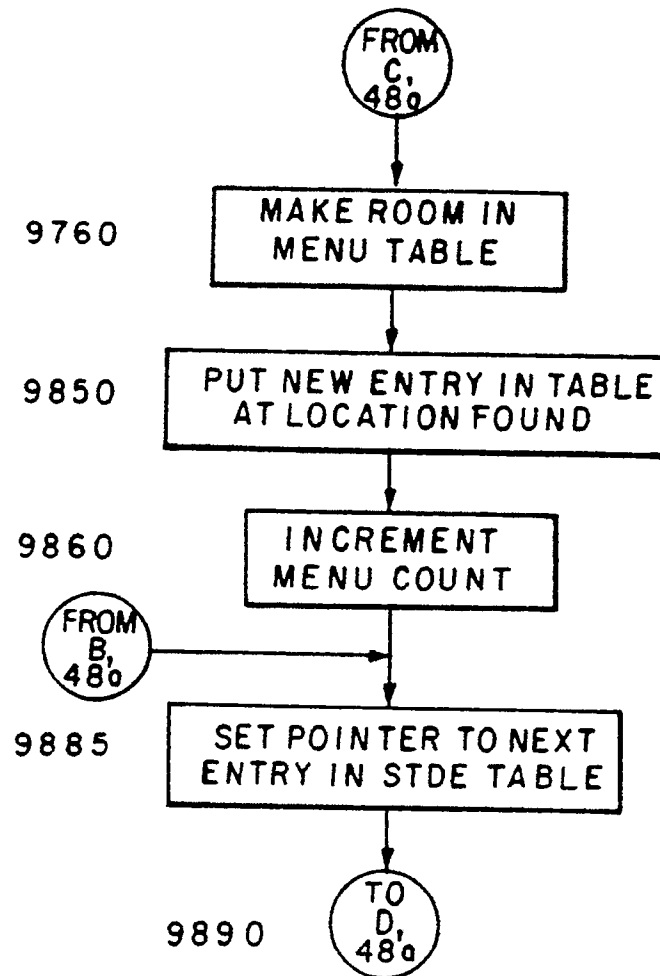 FROM
C,
48a
9760
MAKE ROOM IN
MENU TABLE
9850
PUT NEW ENTRY IN TABLE
AT LOCATION FOUND
9860
INCREMENT
MENU COUNT
FROM
B,
48a
9885
SET POINTER TO NEXT
ENTRY IN STDE TABLE
9890
TO
D,
48a